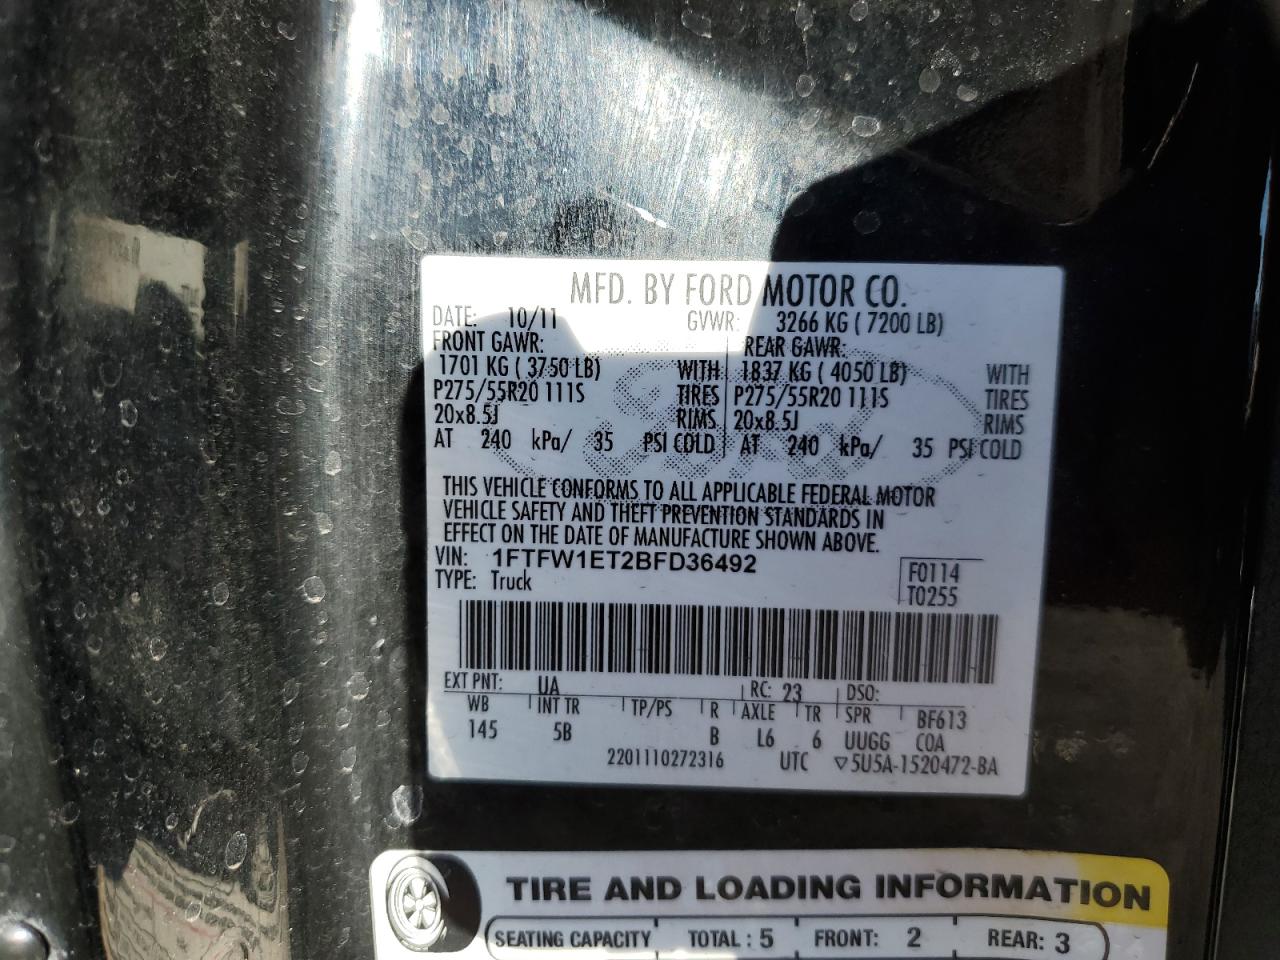 MFD. BY FORD MOTOR CO.
DATE: 10/11 GVWR: 3266 KG ( 7200 LB)
FRONT GAWR: REAR GAWR:
1701 KG ( 3750 LB) WITH 1837 KG ( 4050 LB) WITH
P275/55R20 111S TIRES P275/55R20 111S TIRES
20x8.5J RIMS 20x8.5J RIMS
AT 240 kPa/ 35 PSI COLD AT 240 kPa/ 35 PSI COLD
THIS VEHICLE CONFORMS TO ALL APPLICABLE FEDERAL MOTOR
VEHICLE SAFETY AND THEFT PREVENTION STANDARDS IN
EFFECT ON THE DATE OF MANUFACTURE SHOWN ABOVE.
VIN: 1FTFW1ET2BFD36492 F0114
TYPE: Truck T0255
EXT PNT: UA RC: 23 DSO:
WB INT TR TP/PS R AXLE TR SPR BF613
145 5B B L6 6 UUGG COA
2201110272316 UTC ▽5U5A-1520472-BA
TIRE AND LOADING INFORMATION
SEATING CAPACITY TOTAL : 5 FRONT: 2 REAR: 3